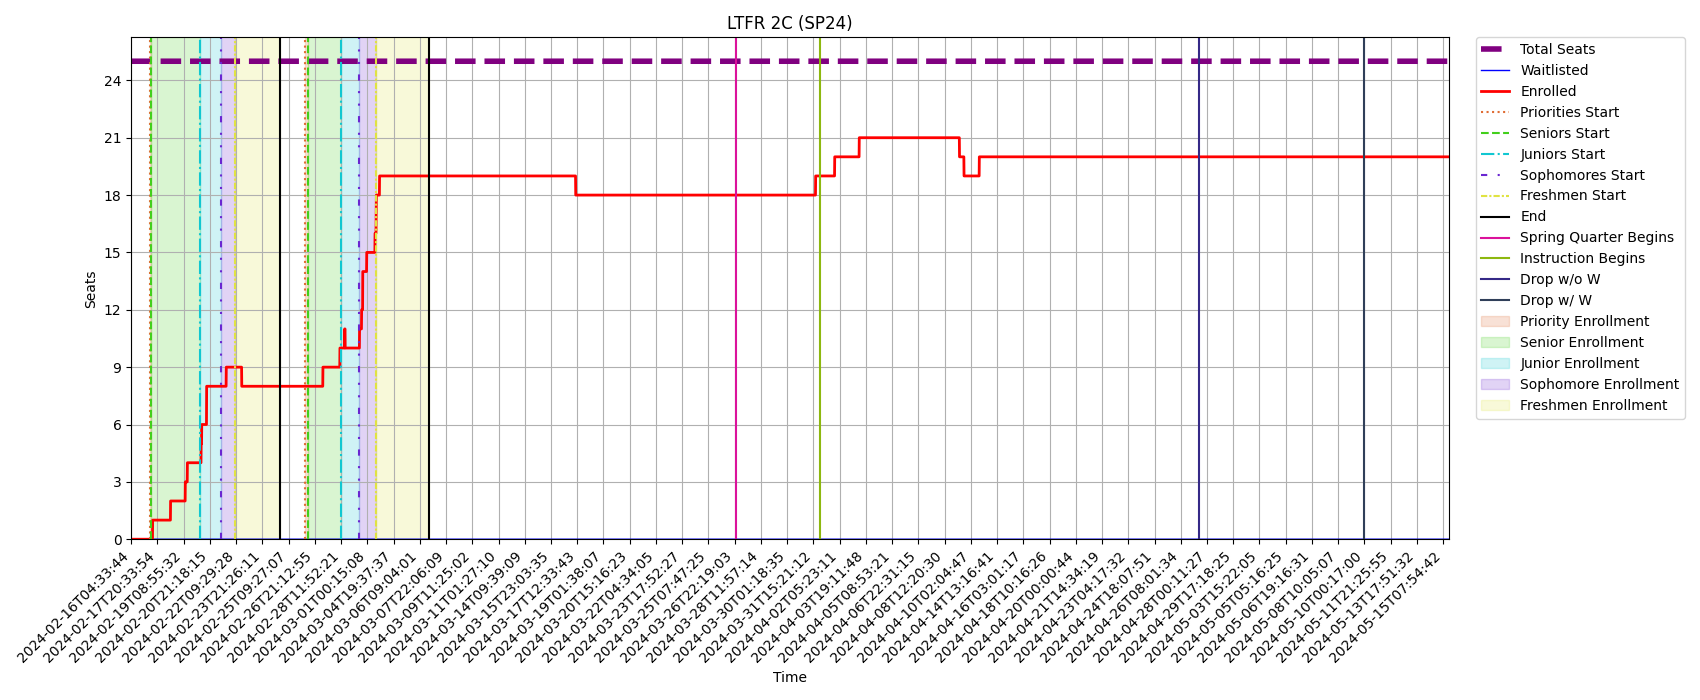 LTFR 2C (SP24)
Total Seats
Waitlisted
Enrolled
Priorities Start
Seniors Start
Juniors Start
Sophomores Start
Freshmen Start
End
Spring Quarter Begins
Instruction Begins
Drop w/o W
Drop w/ W
Priority Enrollment
Senior Enrollment
Junior Enrollment
Sophomore Enrollment
Freshmen Enrollment
Seats
24
21
18
15
12
9
6
3
0
2024-02-16T04:33:44
2024-02-17T20:33:54
2024-02-19T08:55:32
2024-02-20T21:18:15
2024-02-22T09:29:28
2024-02-23T21:26:11
2024-02-25T09:27:07
2024-02-26T21:12:55
2024-02-28T11:52:21
2024-03-01T00:15:08
2024-03-04T19:37:37
2024-03-06T09:04:01
2024-03-07T22:06:09
2024-03-09T11:25:02
2024-03-11T01:27:10
2024-03-14T09:39:09
2024-03-15T23:03:35
2024-03-17T12:33:43
2024-03-19T01:38:07
2024-03-20T15:16:23
2024-03-22T04:34:05
2024-03-23T17:52:27
2024-03-25T07:47:25
2024-03-26T22:19:03
2024-03-28T11:57:14
2024-03-30T01:18:35
2024-03-31T15:21:12
2024-04-02T05:23:11
2024-04-03T19:11:48
2024-04-05T08:53:21
2024-04-06T22:31:15
2024-04-08T12:20:30
2024-04-10T02:04:47
2024-04-14T13:16:41
2024-04-16T03:01:17
2024-04-18T10:16:26
2024-04-20T00:00:44
2024-04-21T14:34:19
2024-04-23T04:17:32
2024-04-24T18:07:51
2024-04-26T08:01:34
2024-04-28T00:11:27
2024-04-29T17:18:25
2024-05-03T15:22:05
2024-05-05T05:16:25
2024-05-06T19:16:31
2024-05-08T10:05:07
2024-05-10T00:17:00
2024-05-11T21:25:55
2024-05-13T17:51:32
2024-05-15T07:54:42
Time